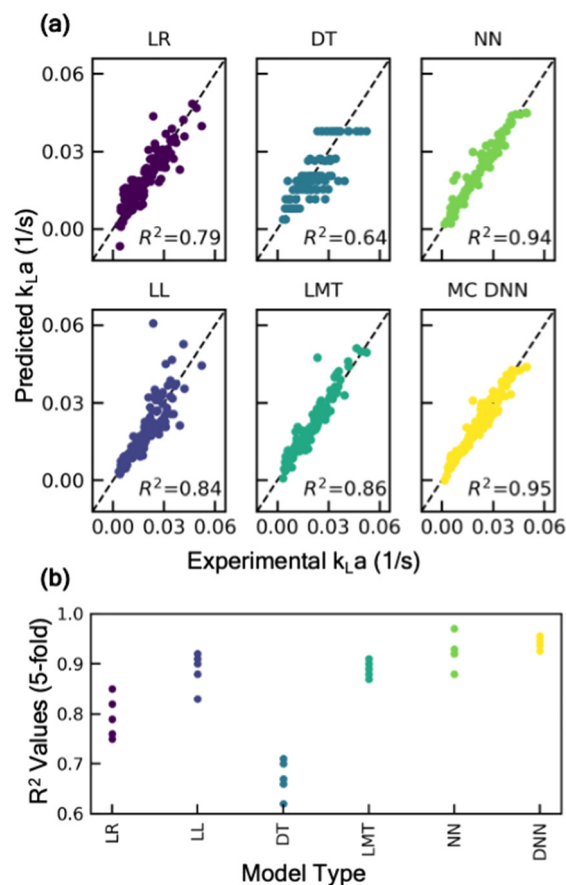 (a)
LR DT NN
0.06
0.03
0.00
R²=0.79 R²=0.64 R²=0.94
LL LMT MC DNN
0.06
0.03
0.00
R²=0.84 R²=0.86 R²=0.95
0.00 0.03 0.06 0.00 0.03 0.06 0.00 0.03 0.06
Predicted kLa (1/s)
Experimental kLa (1/s)
(b)
1.0
0.9
0.8
0.7
0.6
R² Values (5-fold)
LR LL DT LMT NN DNN
Model Type